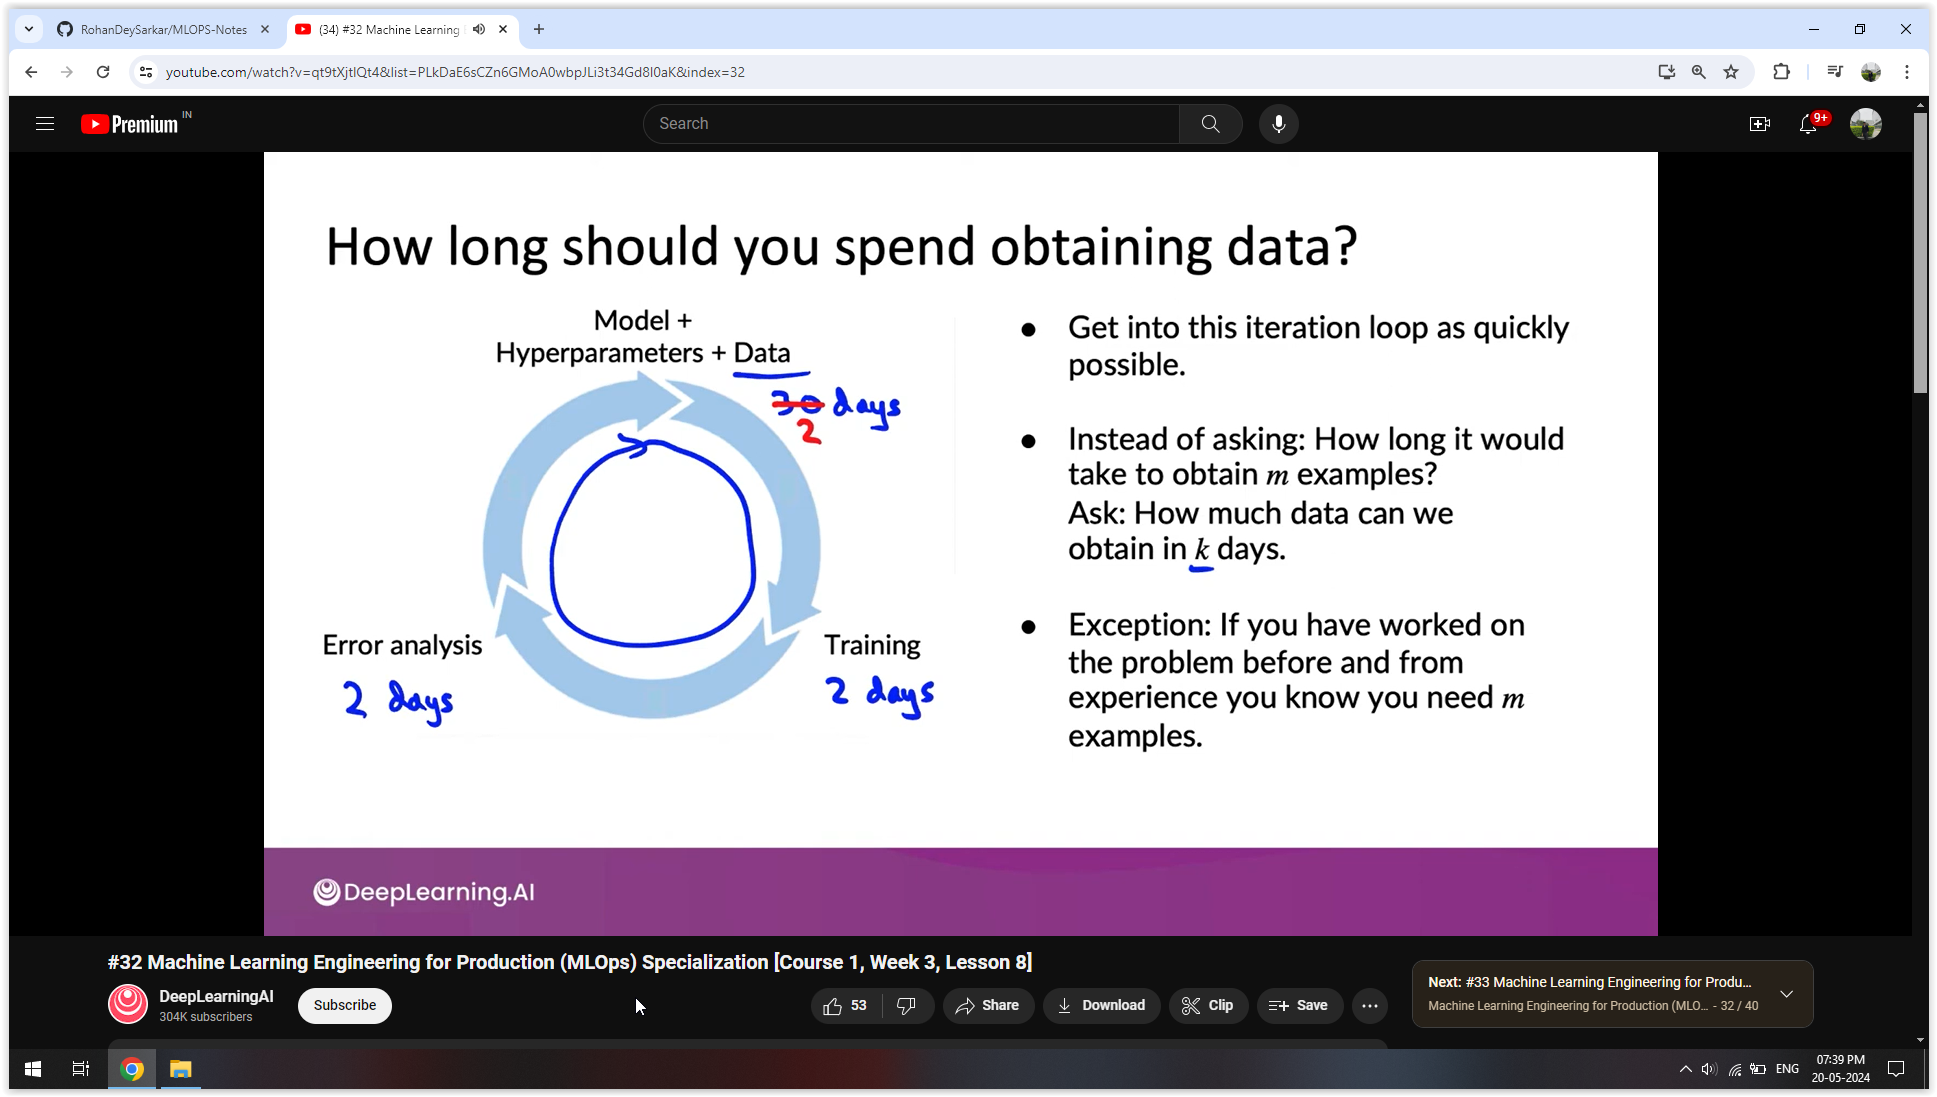 RohanDeySarkar/MLOPS-Notes
(34) #32 Machine Learning
youtube.com/watch?v=qt9tXjtlQt4&list=PLkDaE6sCZn6GMoA0wbpJLi3t34Gd8l0aK&index=32
Premium IN
Search
9+
How long should you spend obtaining data?
Model +
Hyperparameters + Data
30 days
2
Training
2 days
Error analysis
2 days
● Get into this iteration loop as quickly
possible.
● Instead of asking: How long it would
take to obtain m examples?
Ask: How much data can we
obtain in k days.
● Exception: If you have worked on
the problem before and from
experience you know you need m
examples.
DeepLearning.AI
#32 Machine Learning Engineering for Production (MLOps) Specialization [Course 1, Week 3, Lesson 8]
DeepLearningAI
304K subscribers
Subscribe
53
Share
Download
Clip
Save
Next: #33 Machine Learning Engineering for Produ...
Machine Learning Engineering for Production (MLO... - 32 / 40
ENG
07:39 PM
20-05-2024